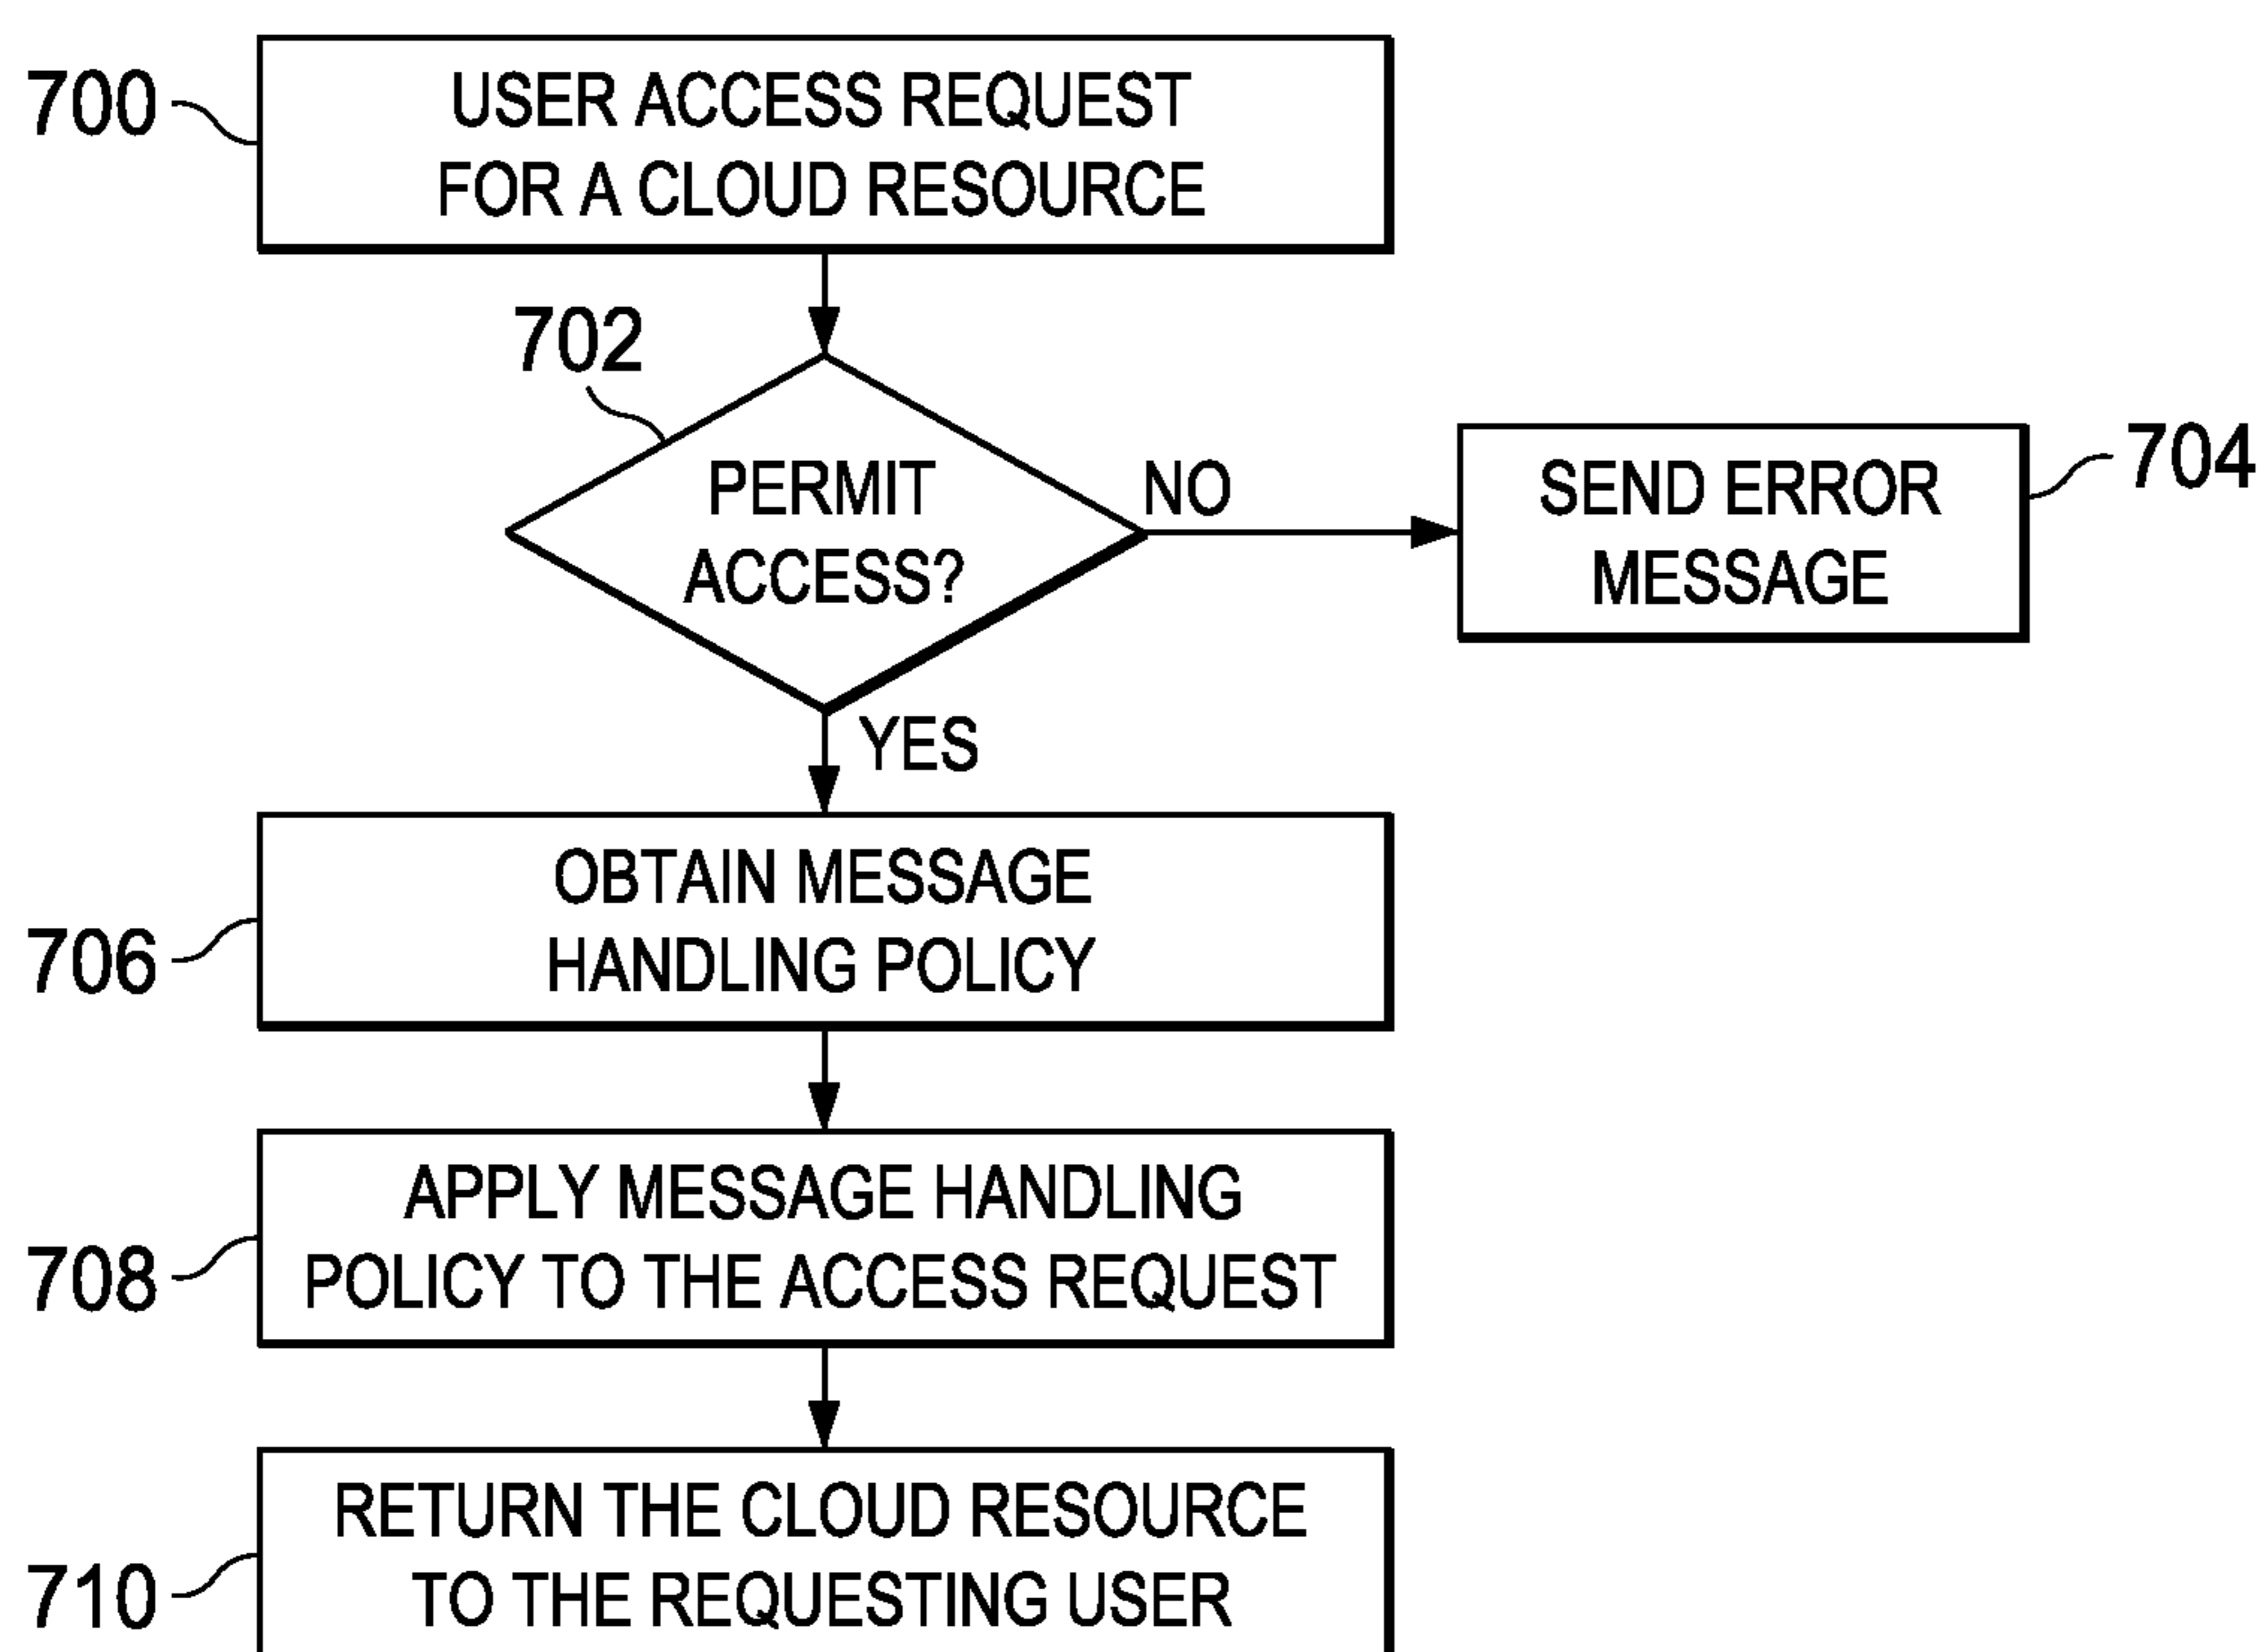 700
USER ACCESS REQUEST
FOR A CLOUD RESOURCE
702
PERMIT
ACCESS?
NO
SEND ERROR
MESSAGE
704
YES
OBTAIN MESSAGE
HANDLING POLICY
706
APPLY MESSAGE HANDLING
POLICY TO THE ACCESS REQUEST
708
RETURN THE CLOUD RESOURCE
TO THE REQUESTING USER
710